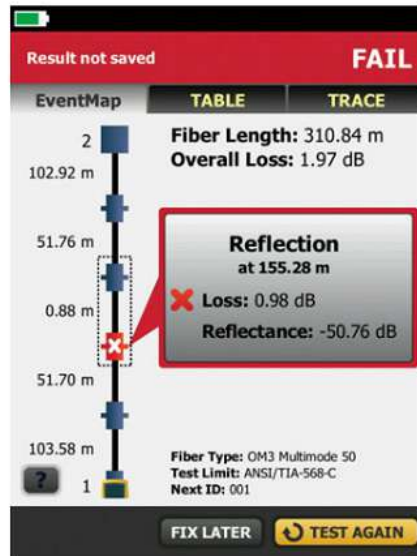 Result not saved
FAIL
EventMap
TABLE
TRACE
2
Fiber Length: 310.84 m
Overall Loss: 1.97 dB
102.92 m
51.76 m
Reflection
at 155.28 m
Loss: 0.98 dB
0.88 m
Reflectance: -50.76 dB
51.70 m
103.58 m
Fiber Type: OM3 Multimode 50
Test Limit: ANSI/TIA-568-C
Next ID: 001
?
1
FIX LATER
TEST AGAIN